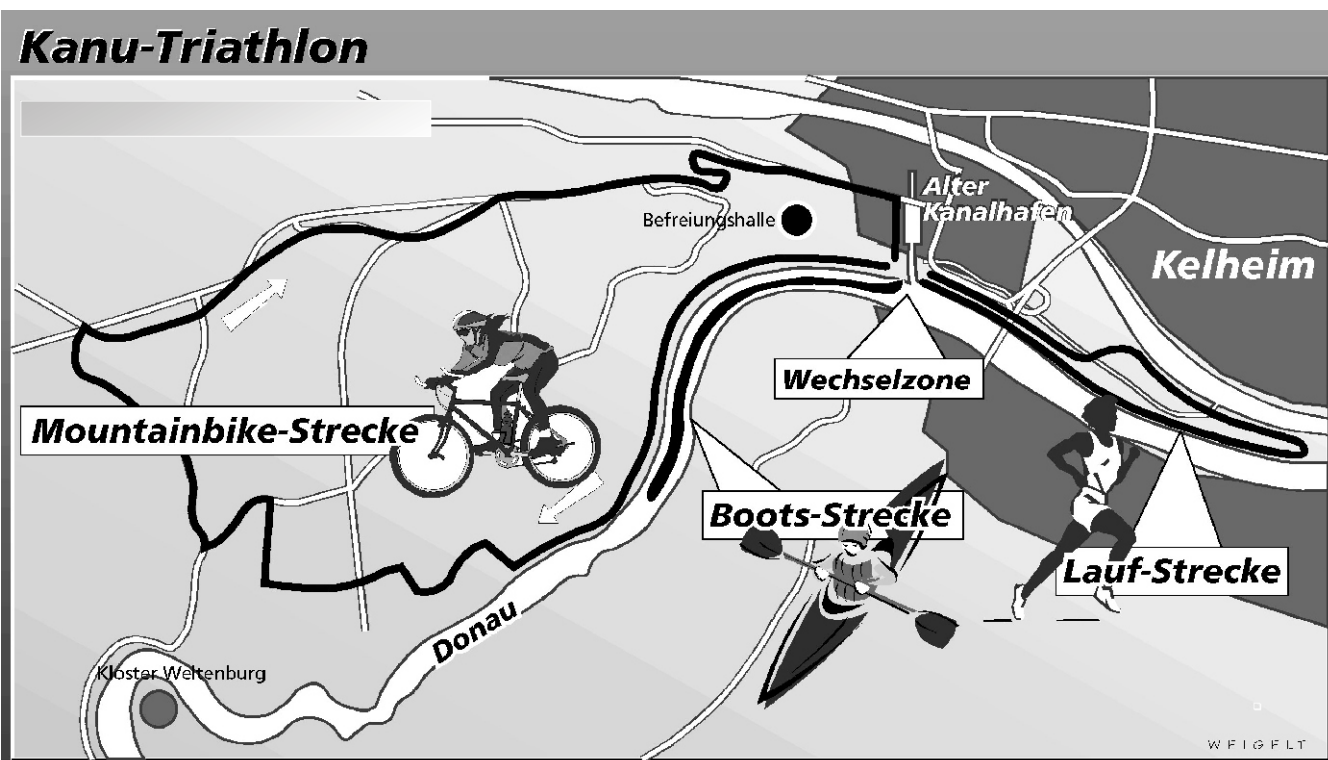 Kanu-Triathlon
Befreiungshalle
Alter
Kanalhafen
Kelheim
Wechselzone
Mountainbike-Strecke
Boots-Strecke
Lauf-Strecke
Donau
Kloster Weltenburg
WEIGELT